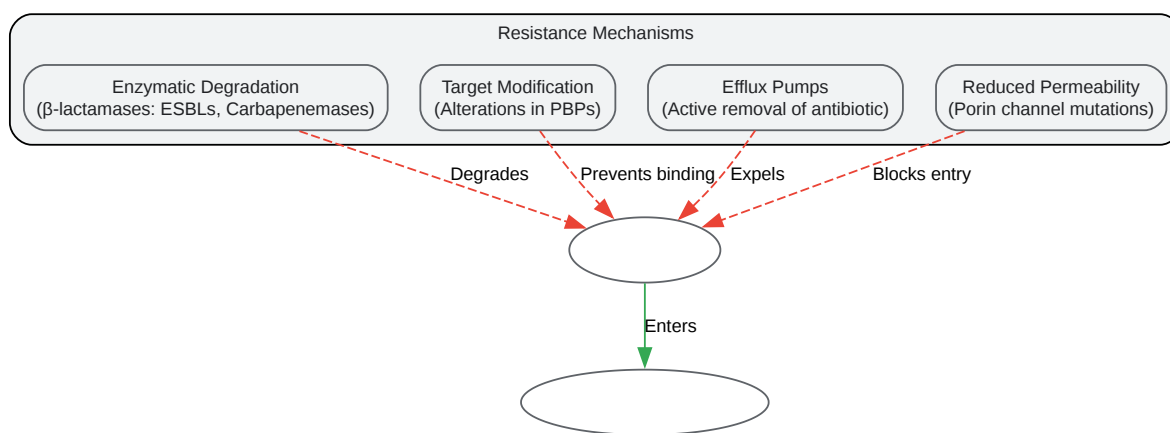 Resistance Mechanisms
Enzymatic Degradation
(β-lactamases: ESBLs, Carbapenemases)
Target Modification
(Alterations in PBPs)
Efflux Pumps
(Active removal of antibiotic)
Reduced Permeability
(Porin channel mutations)
Degrades
Prevents binding
Expels
Blocks entry
Enters